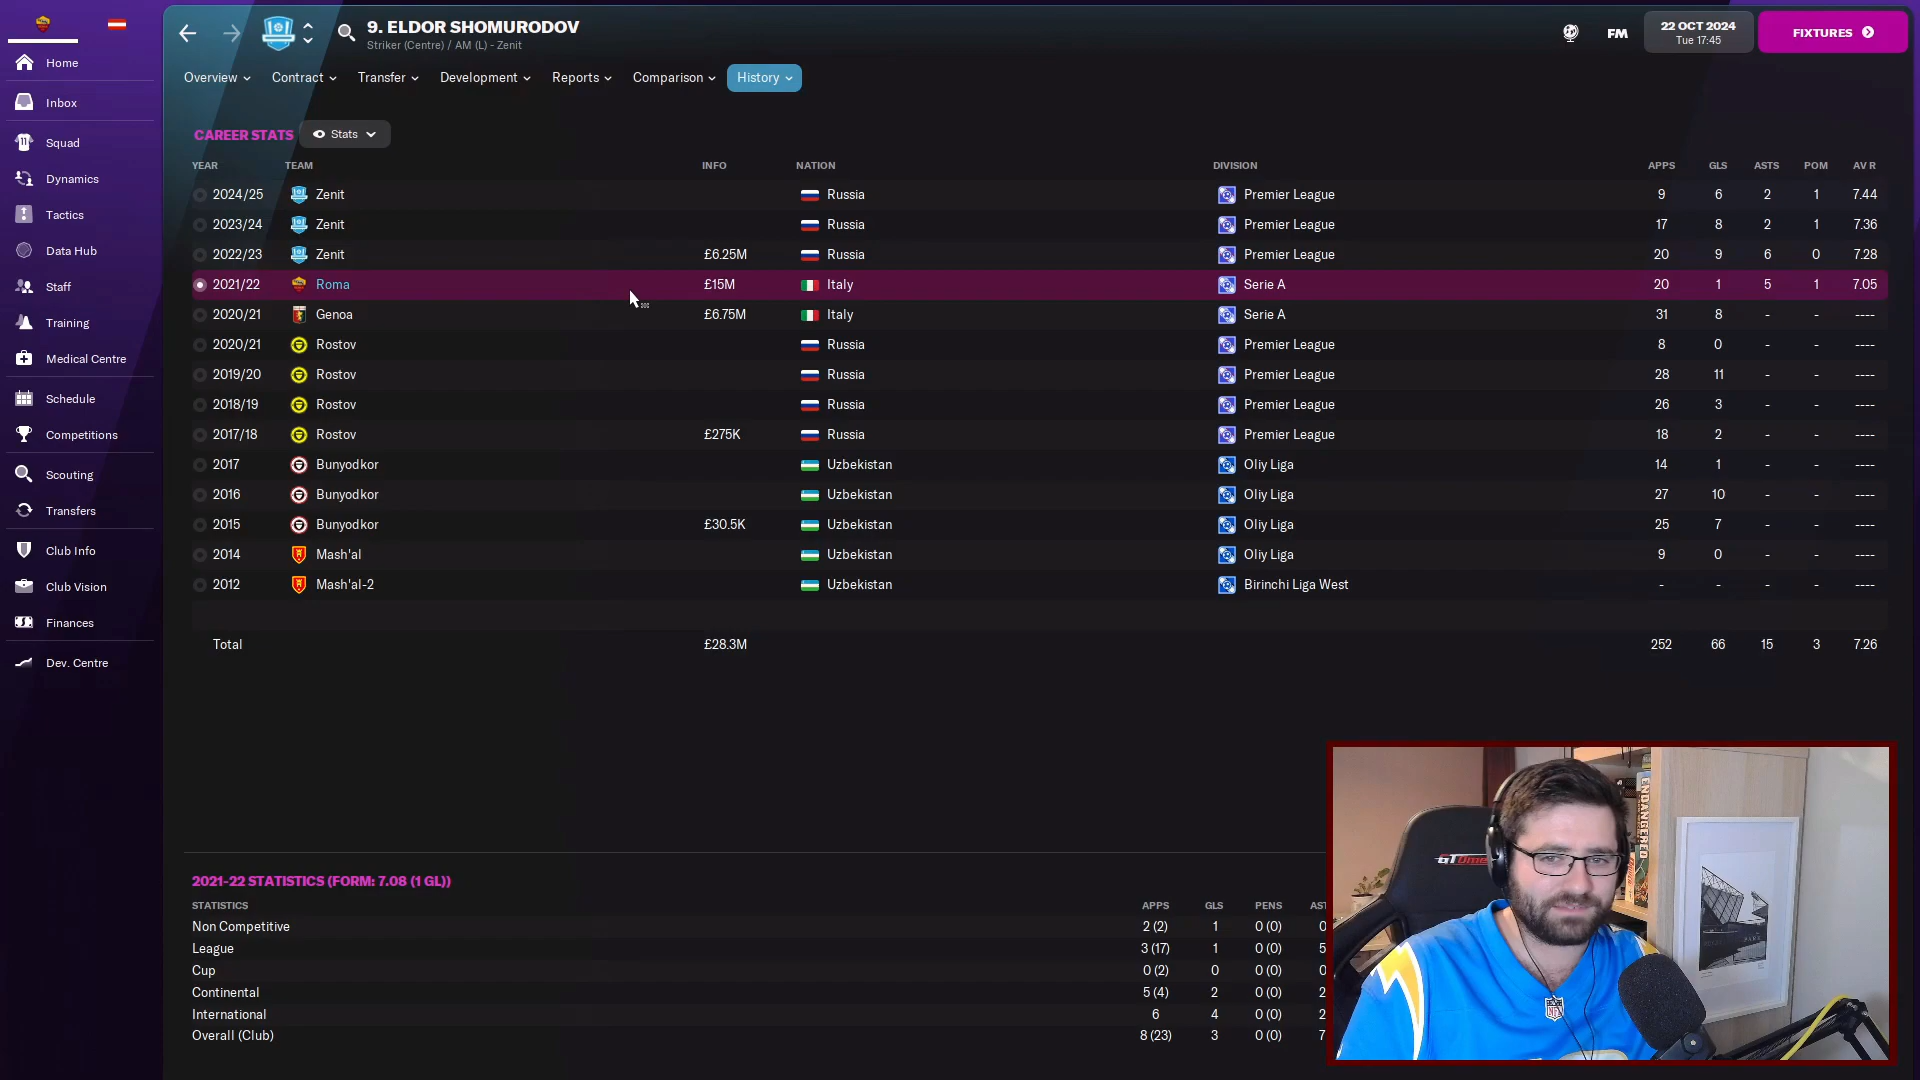 9. ELDOR SHOMURODOV
Striker (Centre) / AM (L) - Zenit
FM
22 OCT 2024
Tue 17:45
FIXTURES
Home
Inbox
Squad
Dynamics
Tactics
Data Hub
Staff
Training
Medical Centre
Schedule
Competitions
Scouting
Transfers
Club Info
Club Vision
Finances
Dev. Centre
Overview Contract Transfer Development Reports Comparison History
CAREER STATS Stats
YEAR TEAM INFO NATION DIVISION APPS GLS ASTS POM AV R
2024/25 Zenit Russia Premier League 9 6 2 1 7.44
2023/24 Zenit Russia Premier League 17 8 2 1 7.36
2022/23 Zenit £6.25M Russia Premier League 20 9 6 0 7.28
2021/22 Roma £15M Italy Serie A 20 1 5 1 7.05
2020/21 Genoa £6.75M Italy Serie A 31 8 - - ----
2020/21 Rostov Russia Premier League 8 0 - - ----
2019/20 Rostov Russia Premier League 28 11 - - ----
2018/19 Rostov Russia Premier League 26 3 - - ----
2017/18 Rostov £275K Russia Premier League 18 2 - - ----
2017 Bunyodkor Uzbekistan Oliy Liga 14 1 - - ----
2016 Bunyodkor Uzbekistan Oliy Liga 27 10 - - ----
2015 Bunyodkor £30.5K Uzbekistan Oliy Liga 25 7 - - ----
2014 Mash'al Uzbekistan Oliy Liga 9 0 - - ----
2012 Mash'al-2 Uzbekistan Birinchi Liga West - - - - ----
Total £28.3M 252 66 15 3 7.26
2021-22 STATISTICS (FORM: 7.08 (1 GL))
STATISTICS APPS GLS PENS AST
Non Competitive 2 (2) 1 0 (0) 0
League 3 (17) 1 0 (0) 5
Cup 0 (2) 0 0 (0) 0
Continental 5 (4) 2 0 (0) 2
International 6 4 0 (0) 2
Overall (Club) 8 (23) 3 0 (0) 7
ENDANGERED
NFL